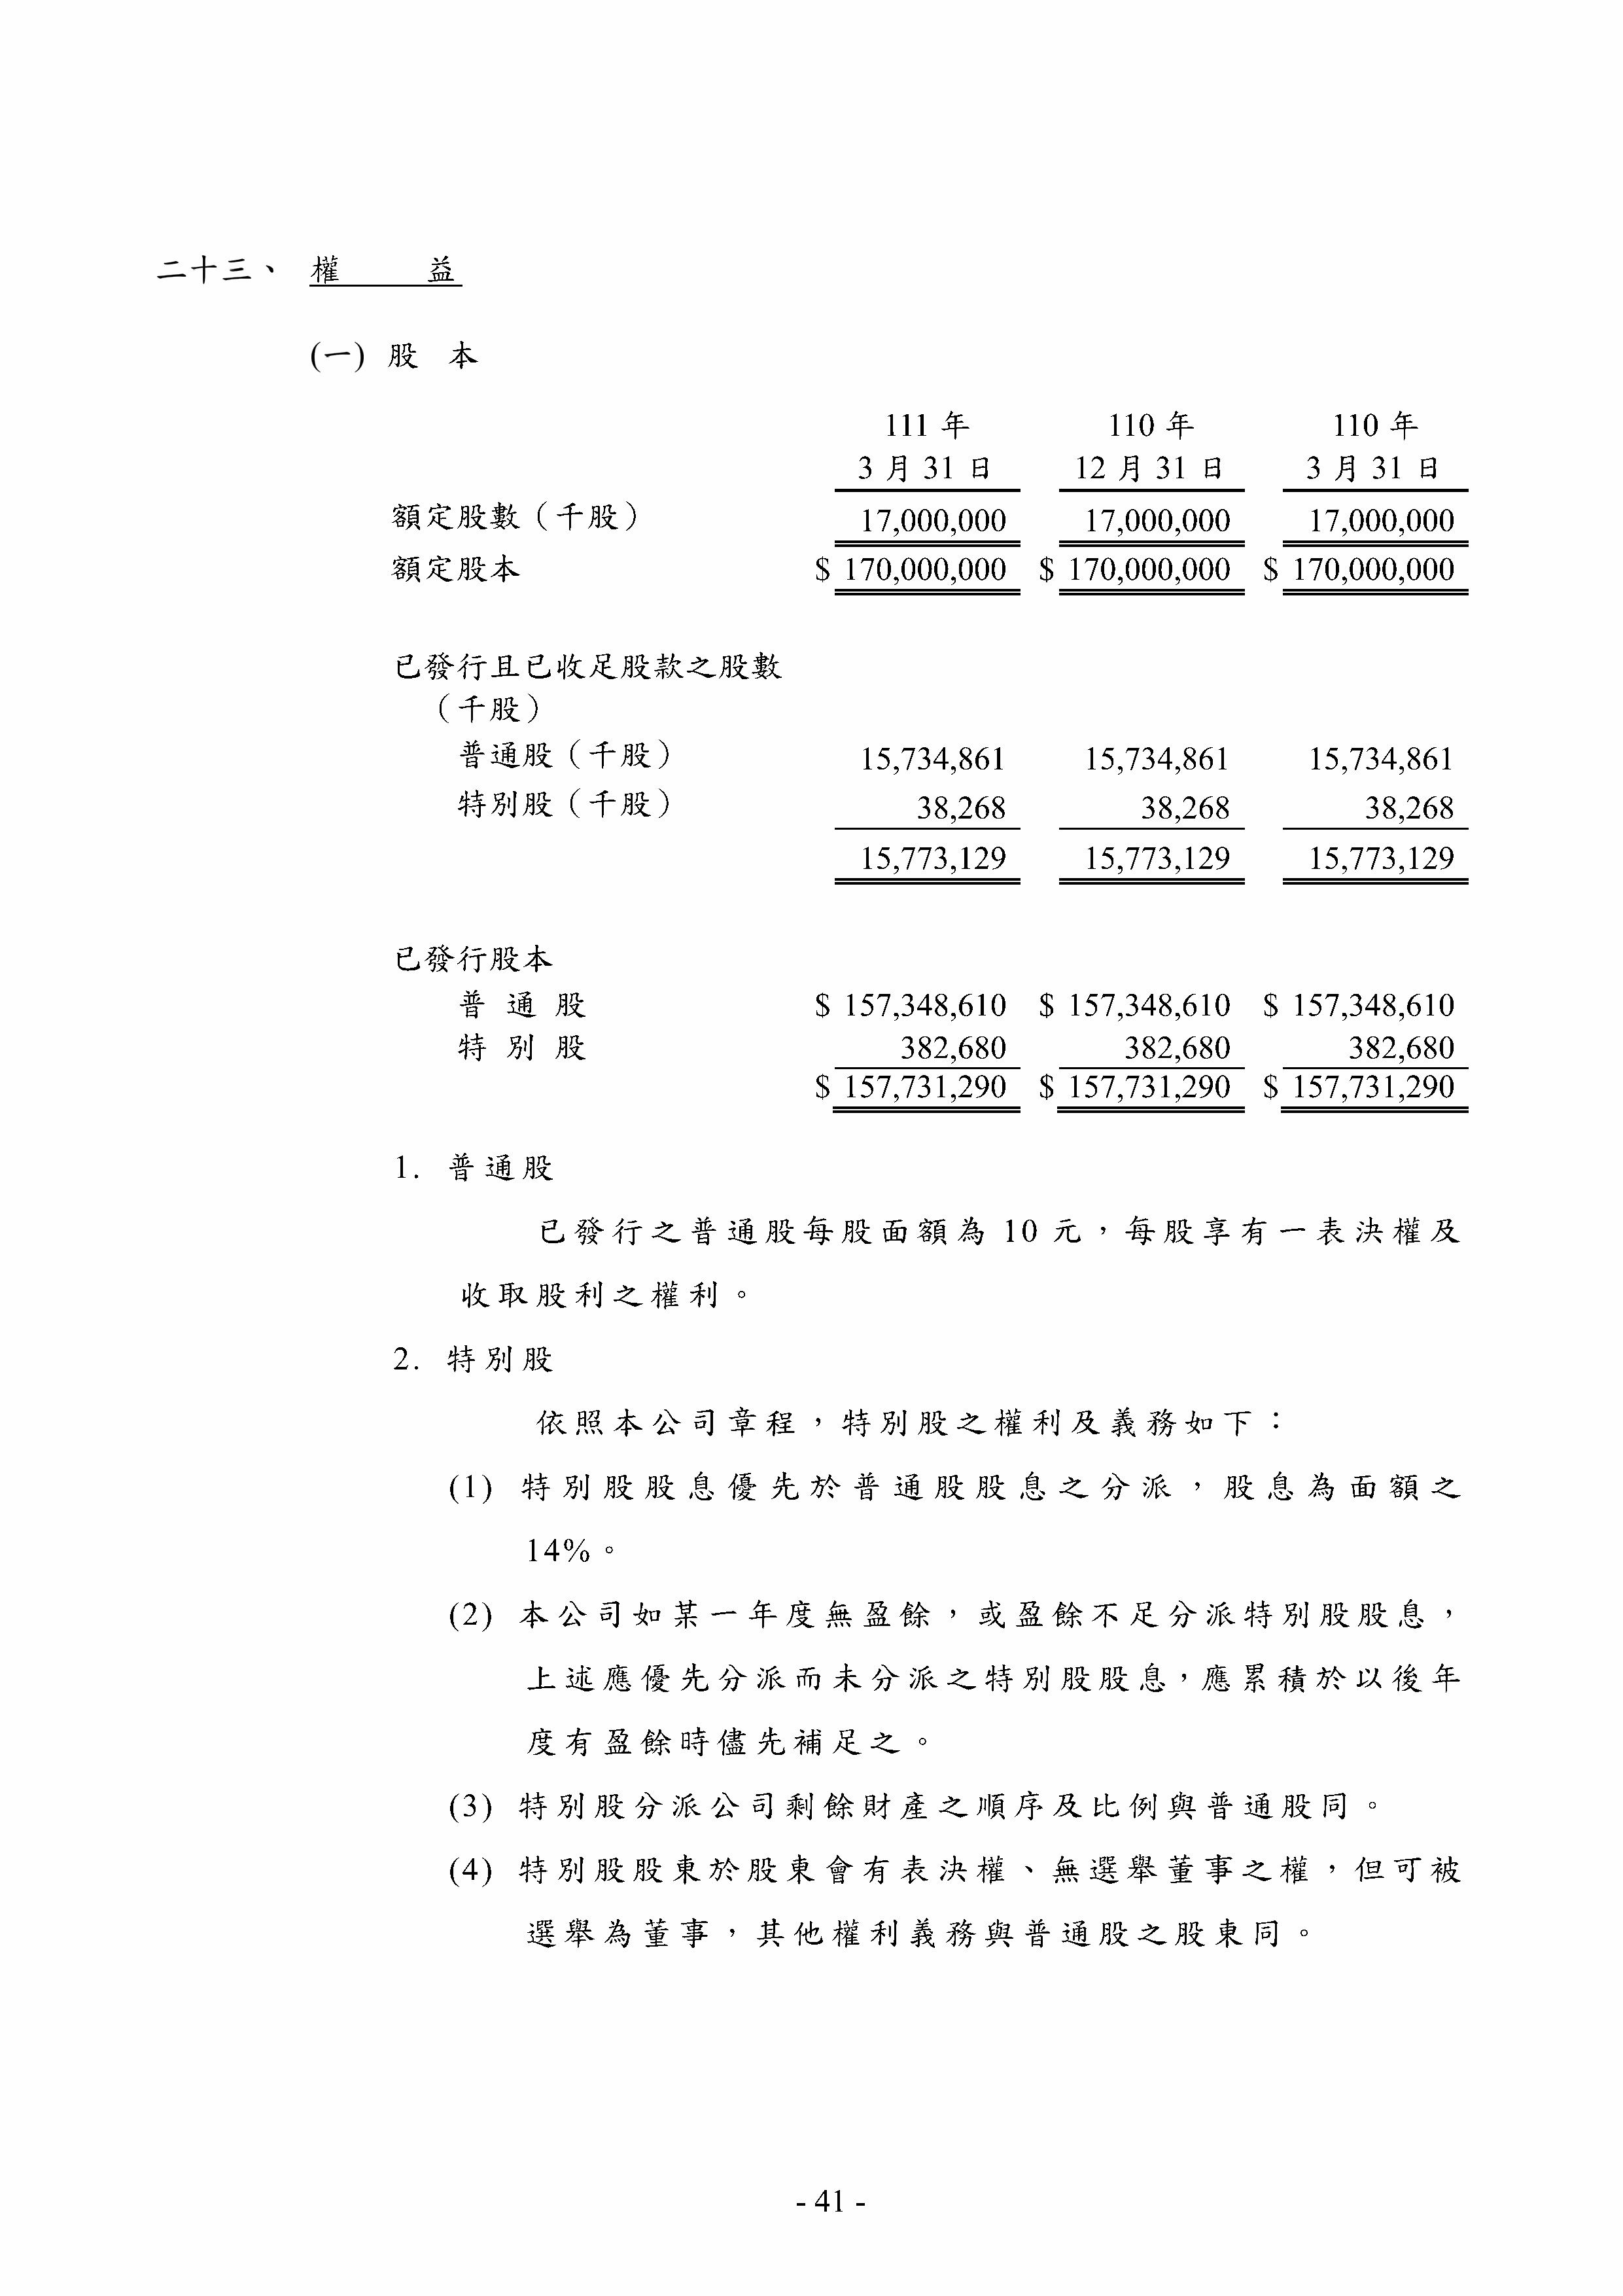 二十三、 權 益
(一) 股 本
111 年 110 年 110 年
3 月 31 日 12 月 31 日 3 月 31 日
額定股數（千股） 17,000,000 17,000,000 17,000,000
額定股本 $ 170,000,000 $ 170,000,000 $ 170,000,000
已發行且已收足股款之股數
（千股）
普通股（千股） 15,734,861 15,734,861 15,734,861
特別股（千股） 38,268 38,268 38,268
15,773,129 15,773,129 15,773,129
已發行股本
普 通 股 $ 157,348,610 $ 157,348,610 $ 157,348,610
特 別 股 382,680 382,680 382,680
$ 157,731,290 $ 157,731,290 $ 157,731,290
1. 普通股
已發行之普通股每股面額為 10 元，每股享有一表決權及
收取股利之權利。
2. 特別股
依照本公司章程，特別股之權利及義務如下：
(1) 特別股股息優先於普通股股息之分派，股息為面額之
14%。
(2) 本公司如某一年度無盈餘，或盈餘不足分派特別股股息，
上述應優先分派而未分派之特別股股息，應累積於以後年
度有盈餘時儘先補足之。
(3) 特別股分派公司剩餘財產之順序及比例與普通股同。
(4) 特別股股東於股東會有表決權、無選舉董事之權，但可被
選舉為董事，其他權利義務與普通股之股東同。
- 41 -